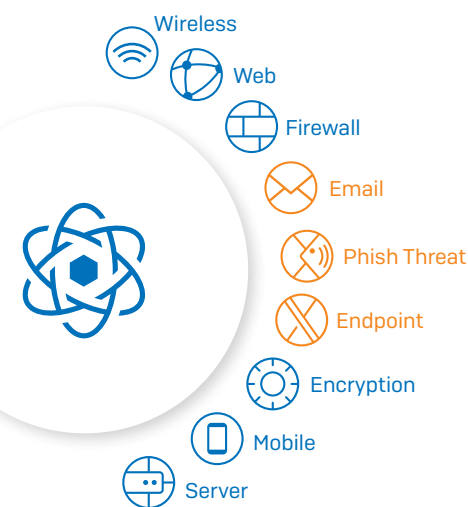 Wireless
Web
Firewall
Email
Phish Threat
Endpoint
Encryption
Mobile
Server